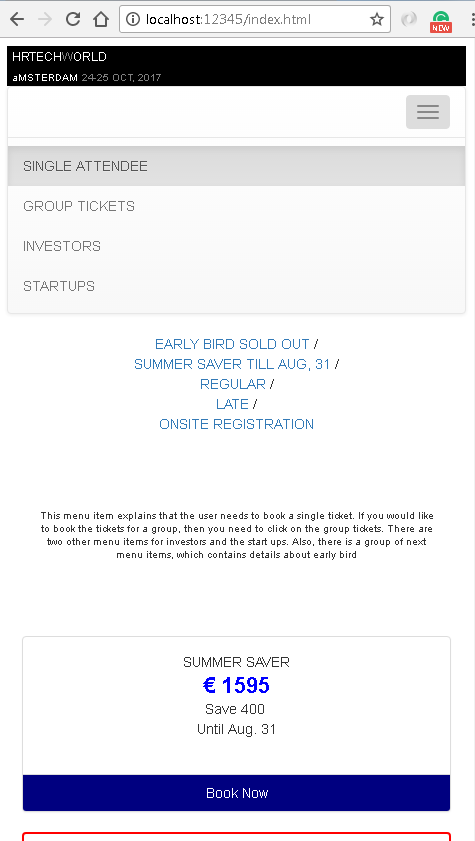 localhost:12345/index.html
NEW
HRTECHWORLD
aMSTERDAM 24-25 OCT, 2017
SINGLE ATTENDEE
GROUP TICKETS
INVESTORS
STARTUPS
EARLY BIRD SOLD OUT /
SUMMER SAVER TILL AUG, 31 /
REGULAR /
LATE /
ONSITE REGISTRATION
This menu item explains that the user needs to book a single ticket. If you would like
to book the tickets for a group, then you need to click on the group tickets. There are
two other menu items for investors and the start ups. Also, there is a group of next
menu items, which contains details about early bird
SUMMER SAVER
€ 1595
Save 400
Until Aug. 31
Book Now